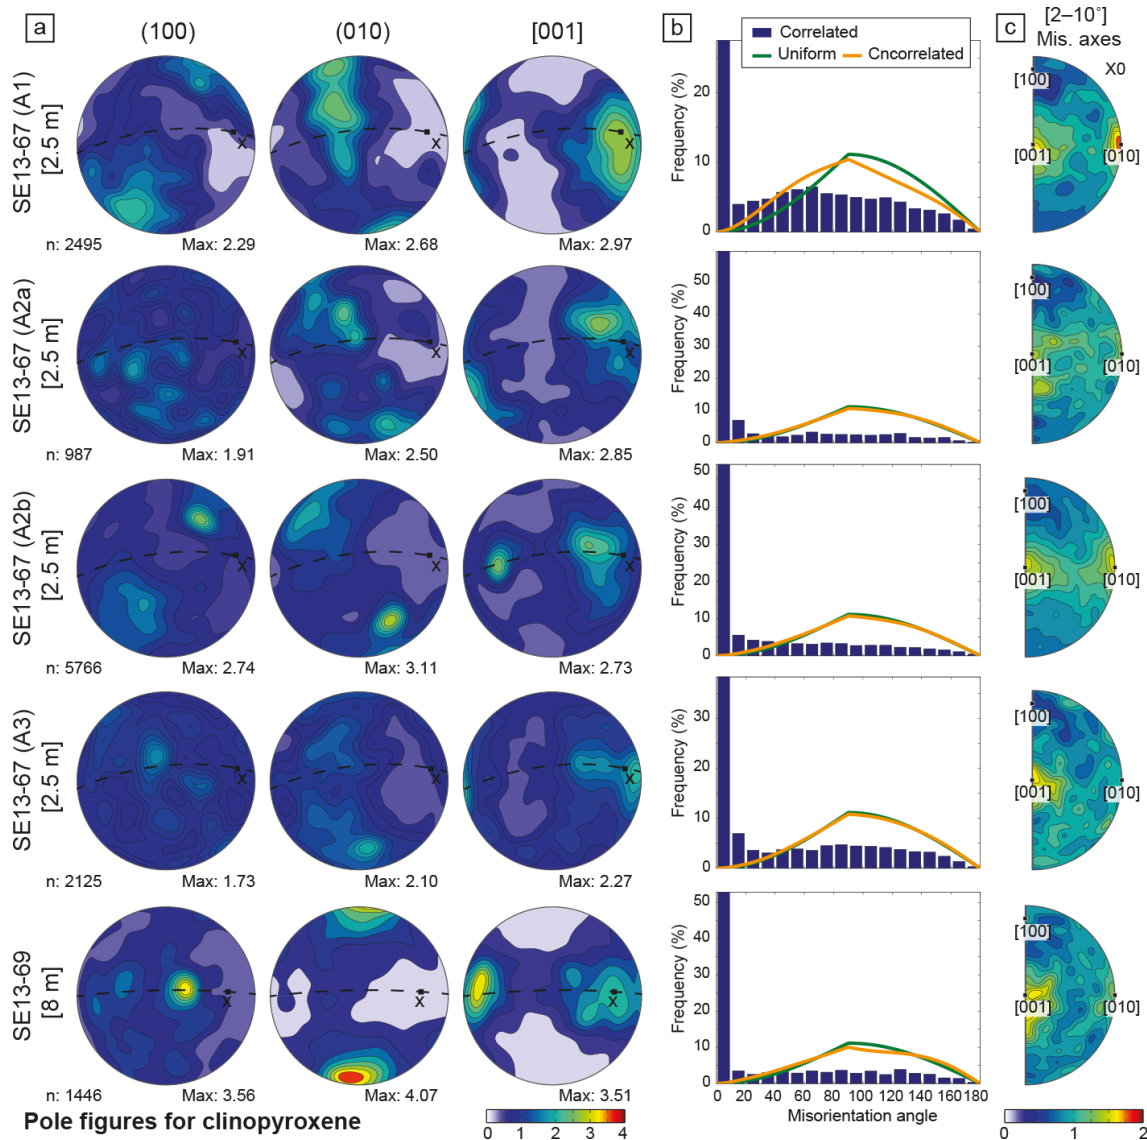 a
(100)
(010)
[001]
b
Correlated
Uniform
Cncorrelated
c
[2–10°]
Mis. axes
X0
SE13-67 (A1)
[2.5 m]
X
X
X
n: 2495
Max: 2.29
Max: 2.68
Max: 2.97
Frequency (%)
20
10
0
[100]
[001]
[010]
SE13-67 (A2a)
[2.5 m]
X
X
X
n: 987
Max: 1.91
Max: 2.50
Max: 2.85
Frequency (%)
50
40
30
20
10
0
[100]
[001]
[010]
SE13-67 (A2b)
[2.5 m]
X
X
X
n: 5766
Max: 2.74
Max: 3.11
Max: 2.73
Frequency (%)
50
40
30
20
10
0
[100]
[001]
[010]
SE13-67 (A3)
[2.5 m]
X
X
X
n: 2125
Max: 1.73
Max: 2.10
Max: 2.27
Frequency (%)
30
20
10
0
[100]
[001]
[010]
SE13-69
[8 m]
X
X
X
n: 1446
Max: 3.56
Max: 4.07
Max: 3.51
Frequency (%)
50
40
30
20
10
0
0 20 40 60 80 100 120 140 160 180
Misorientation angle
[100]
[001]
[010]
Pole figures for clinopyroxene
0 1 2 3 4
0 1 2